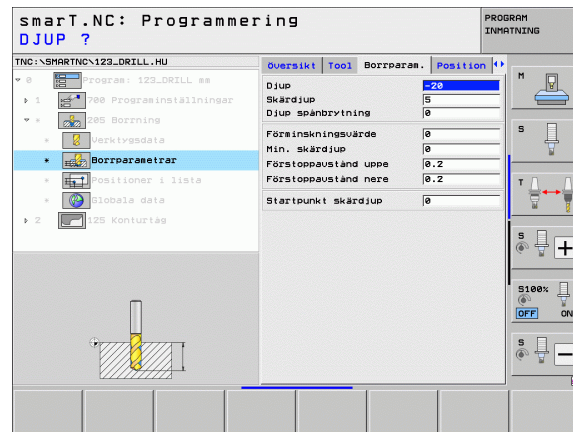 smarT.NC: Programmering
DJUP ?
PROGRAM
INMATNING
TNC:\SMARTNC\123_DRILL.HU
0 Program: 123_DRILL mm
1 700 Programinställningar
* 205 Borrning
* Verktygsdata
* Borrparametrar
* Positioner i lista
* Globala data
2 125 Konturtåg
Översikt Tool Borrparam. Position
Djup -20
Skärdjup 5
Djup spånbrytning 0
Förminskningsvärde 0
Min. skärdjup 0
Förstoppavstånd uppe 0.2
Förstoppavstånd nere 0.2
Startpunkt skärdjup 0
M
S
T
S
+
S100%
OFF ON
S
-